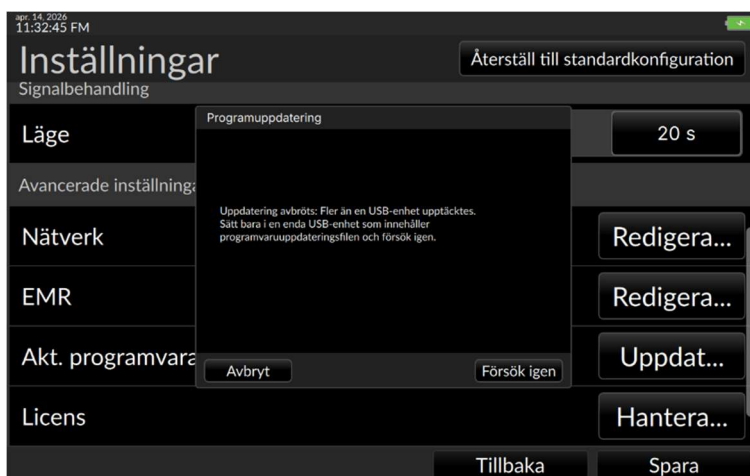 apr. 14, 2026
11:32:45 FM
Inställningar
Återställ till standardkonfiguration
Signalbehandling
Programuppdatering
Läge
20 s
Avancerade inställninga
Uppdatering avbröts: Fler än en USB-enhet upptäcktes.
Sätt bara i en enda USB-enhet som innehåller
programvaruuppdateringsfilen och försök igen.
Nätverk
Redigera...
EMR
Redigera...
Akt. programvara
Uppdat...
Avbryt
Försök igen
Licens
Hantera...
Tillbaka
Spara